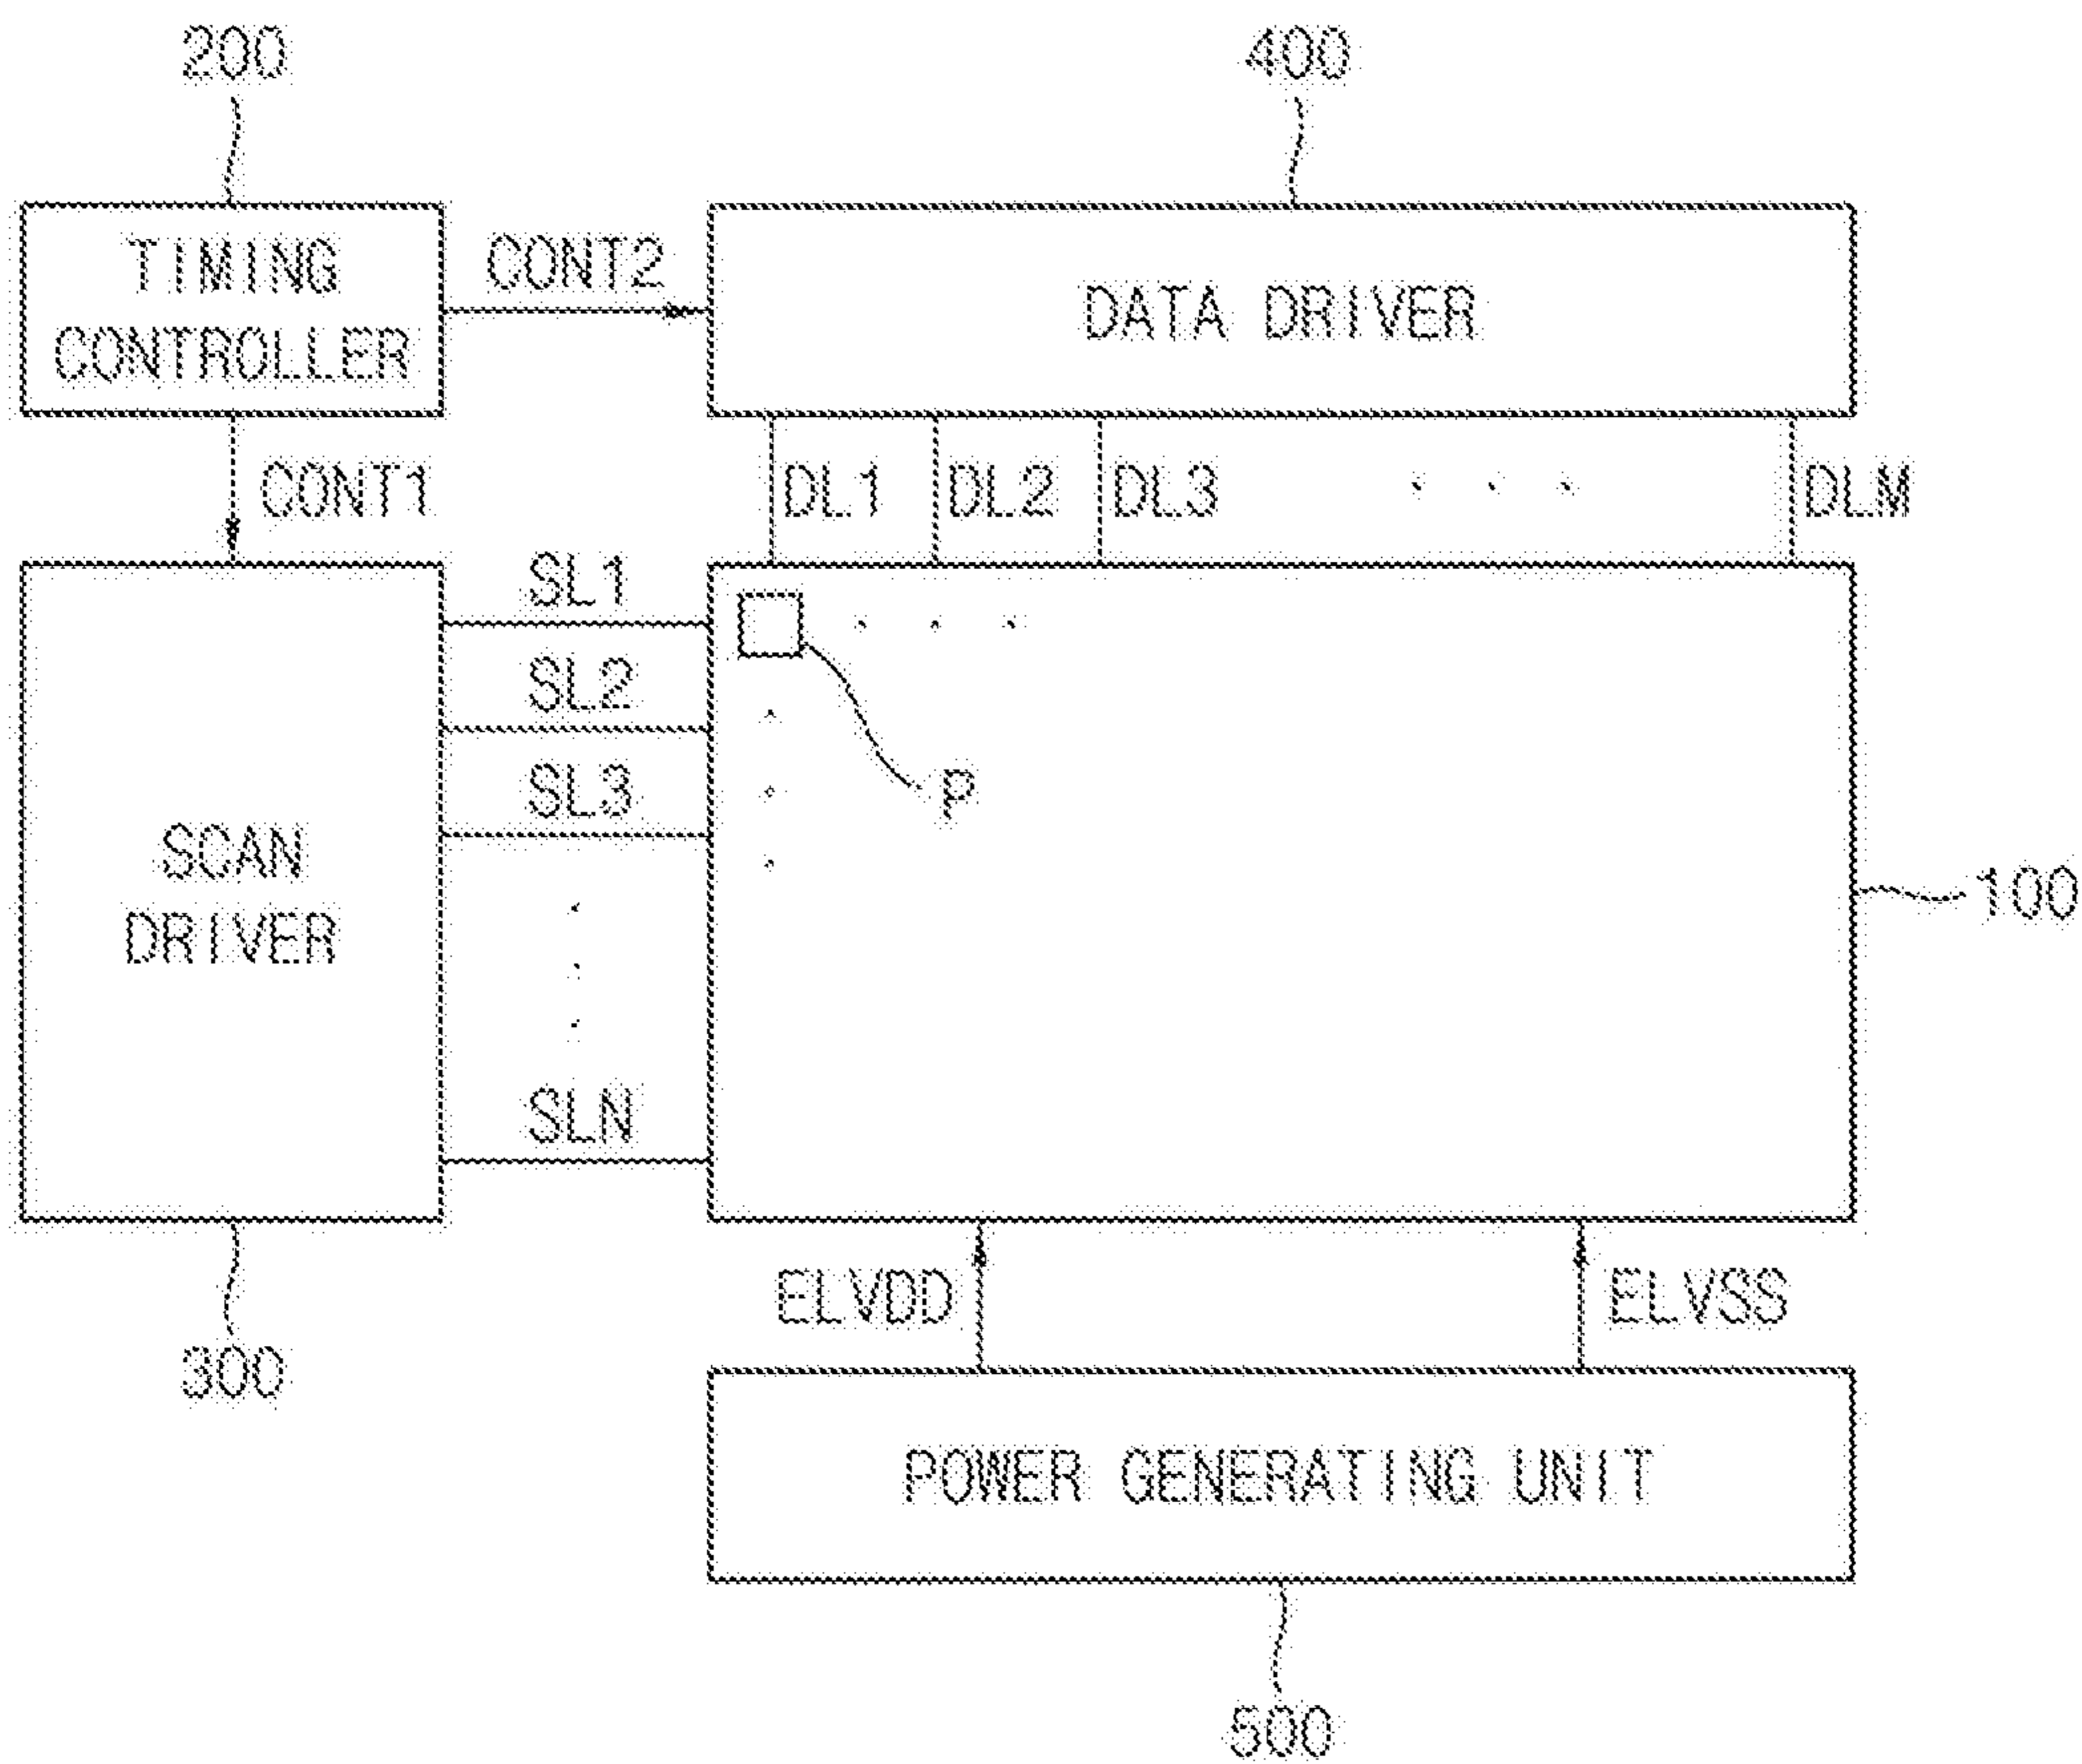 200
400
TIMING
CONTROLLER
CONT2
DATA DRIVER
CONT1
DL1
DL2
DL3
DLM
SL1
SL2
SL3
SLN
P
SCAN
DRIVER
100
300
ELVDD
ELVSS
POWER GENERATING UNIT
500